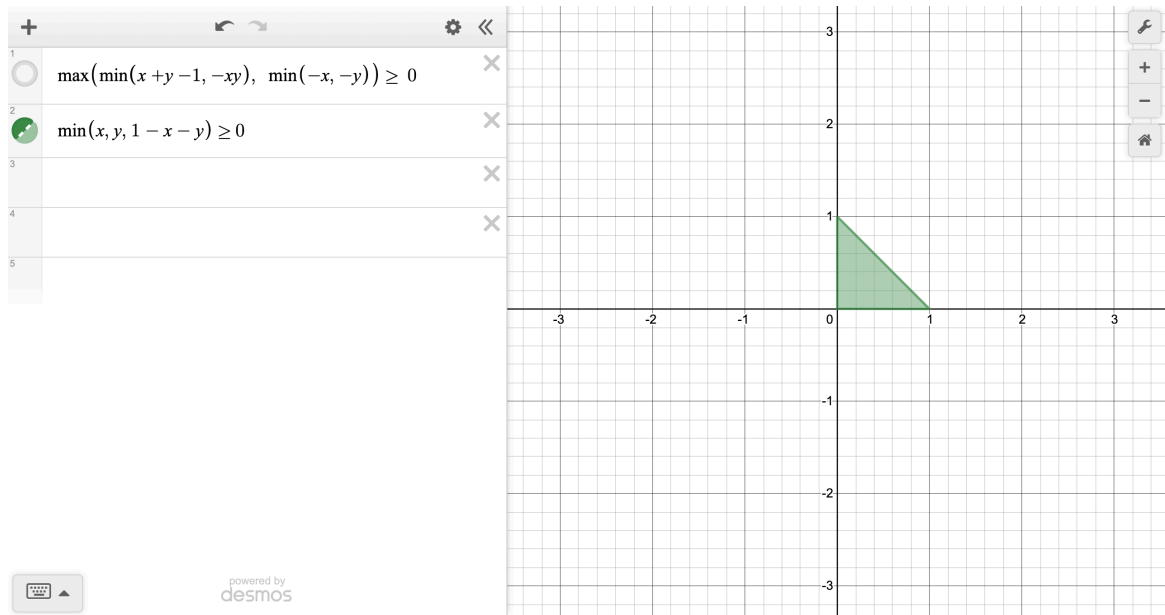 1
max(min(x + y − 1, −xy), min(−x, −y)) ≥ 0
2
min(x, y, 1 − x − y) ≥ 0
3
4
5
powered by
desmos
3
2
1
-3 -2 -1 0 1 2 3
-1
-2
-3